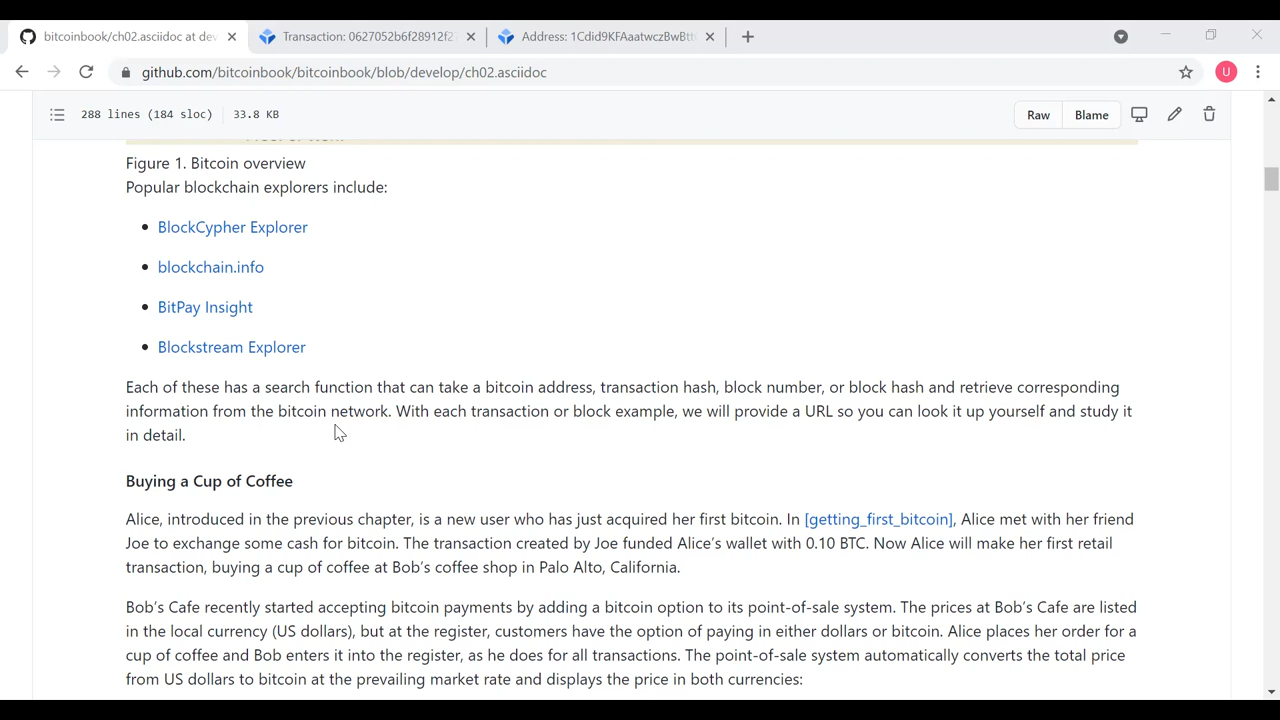 bitcoinbook/ch02.asciidoc at dev
Transaction: 0627052b6f28912f2
Address: 1Cdid9KFAaatwczBwBtt
github.com/bitcoinbook/bitcoinbook/blob/develop/ch02.asciidoc
U
288 lines (184 sloc) 33.8 KB
Raw
Blame
Figure 1. Bitcoin overview
Popular blockchain explorers include:
BlockCypher Explorer
blockchain.info
BitPay Insight
Blockstream Explorer
Each of these has a search function that can take a bitcoin address, transaction hash, block number, or block hash and retrieve corresponding
information from the bitcoin network. With each transaction or block example, we will provide a URL so you can look it up yourself and study it
in detail.
Buying a Cup of Coffee
Alice, introduced in the previous chapter, is a new user who has just acquired her first bitcoin. In [getting_first_bitcoin], Alice met with her friend
Joe to exchange some cash for bitcoin. The transaction created by Joe funded Alice's wallet with 0.10 BTC. Now Alice will make her first retail
transaction, buying a cup of coffee at Bob's coffee shop in Palo Alto, California.
Bob's Cafe recently started accepting bitcoin payments by adding a bitcoin option to its point-of-sale system. The prices at Bob's Cafe are listed
in the local currency (US dollars), but at the register, customers have the option of paying in either dollars or bitcoin. Alice places her order for a
cup of coffee and Bob enters it into the register, as he does for all transactions. The point-of-sale system automatically converts the total price
from US dollars to bitcoin at the prevailing market rate and displays the price in both currencies: